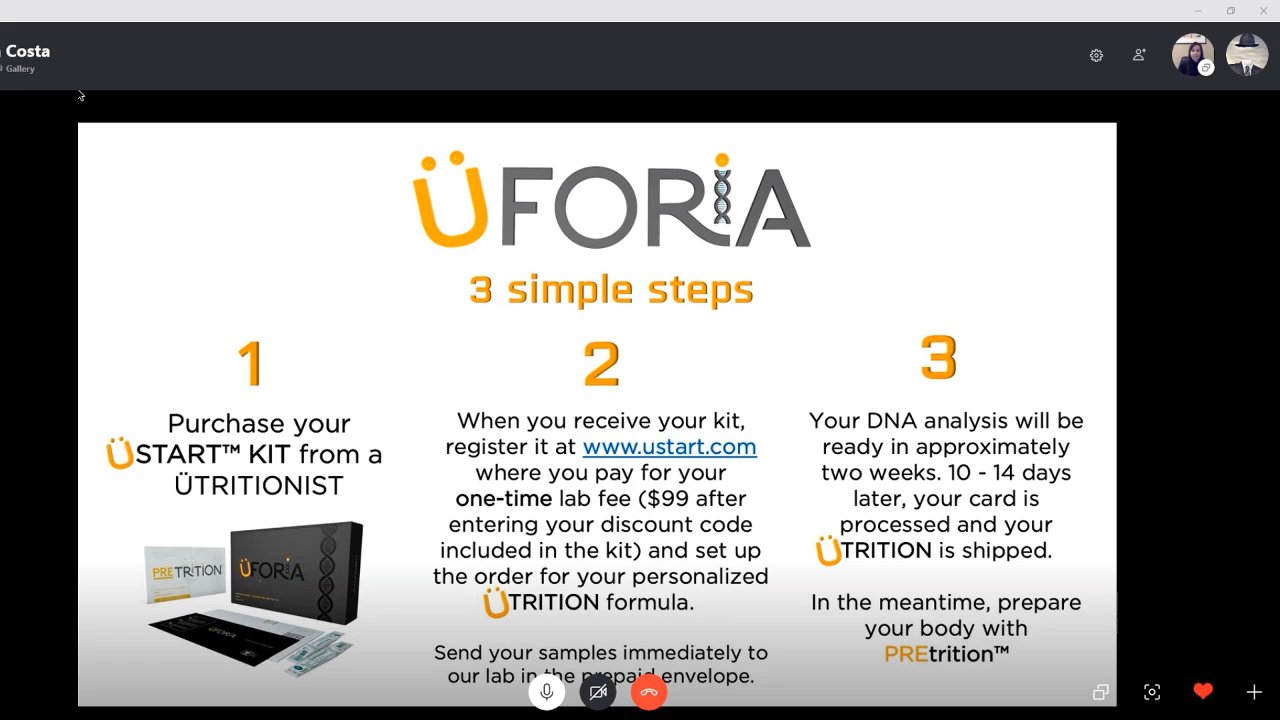 Costa
Gallery
ÜFORiA
3 simple steps
1
Purchase your
ÜSTART™ KIT from a
ÜTRITIONIST
PRETRITION
ÜFORiA
ÜFORiA
2
When you receive your kit,
register it at www.ustart.com
where you pay for your
one-time lab fee ($99 after
entering your discount code
included in the kit) and set up
the order for your personalized
ÜTRITION formula.
Send your samples immediately to
our lab in the prepaid envelope.
3
Your DNA analysis will be
ready in approximately
two weeks. 10 - 14 days
later, your card is
processed and your
ÜTRITION is shipped.
In the meantime, prepare
your body with
PREtrition™